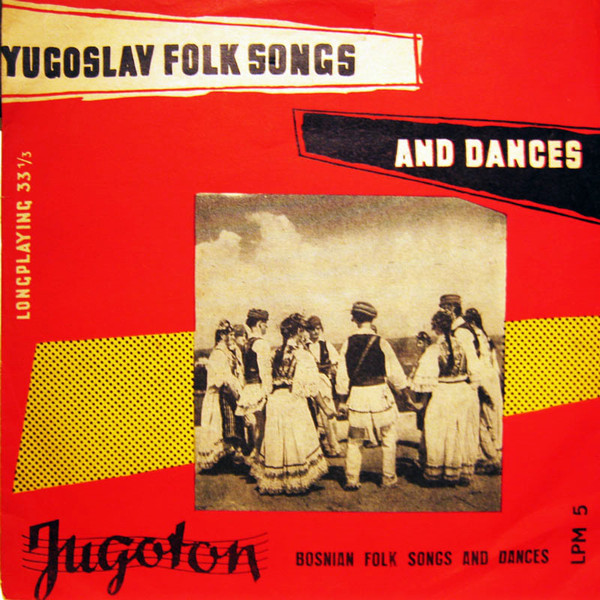 YUGOSLAV FOLK SONGS
AND DANCES
LONGPLAYING 33 1/3
Jugoton
BOSNIAN FOLK SONGS AND DANCES
LPM 5